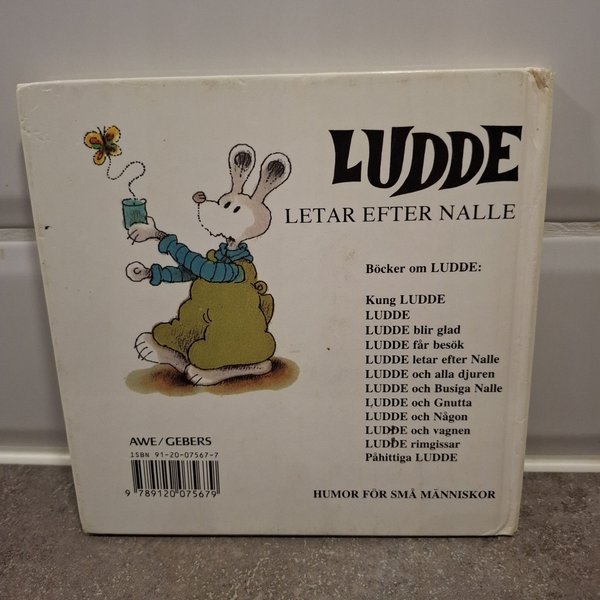 LUDDE
LETAR EFTER NALLE
Böcker om LUDDE:
Kung LUDDE
LUDDE
LUDDE blir glad
LUDDE får besök
LUDDE letar efter Nalle
LUDDE och alla djuren
LUDDE och Busiga Nalle
LUDDE och Gnutta
LUDDE och Någon
LUDDE och vagnen
LUDDE rimgissar
Påhittiga LUDDE
AWE/GEBERS
ISBN 91-20-07567-7
9 789120 075679
HUMOR FÖR SMÅ MÄNNISKOR